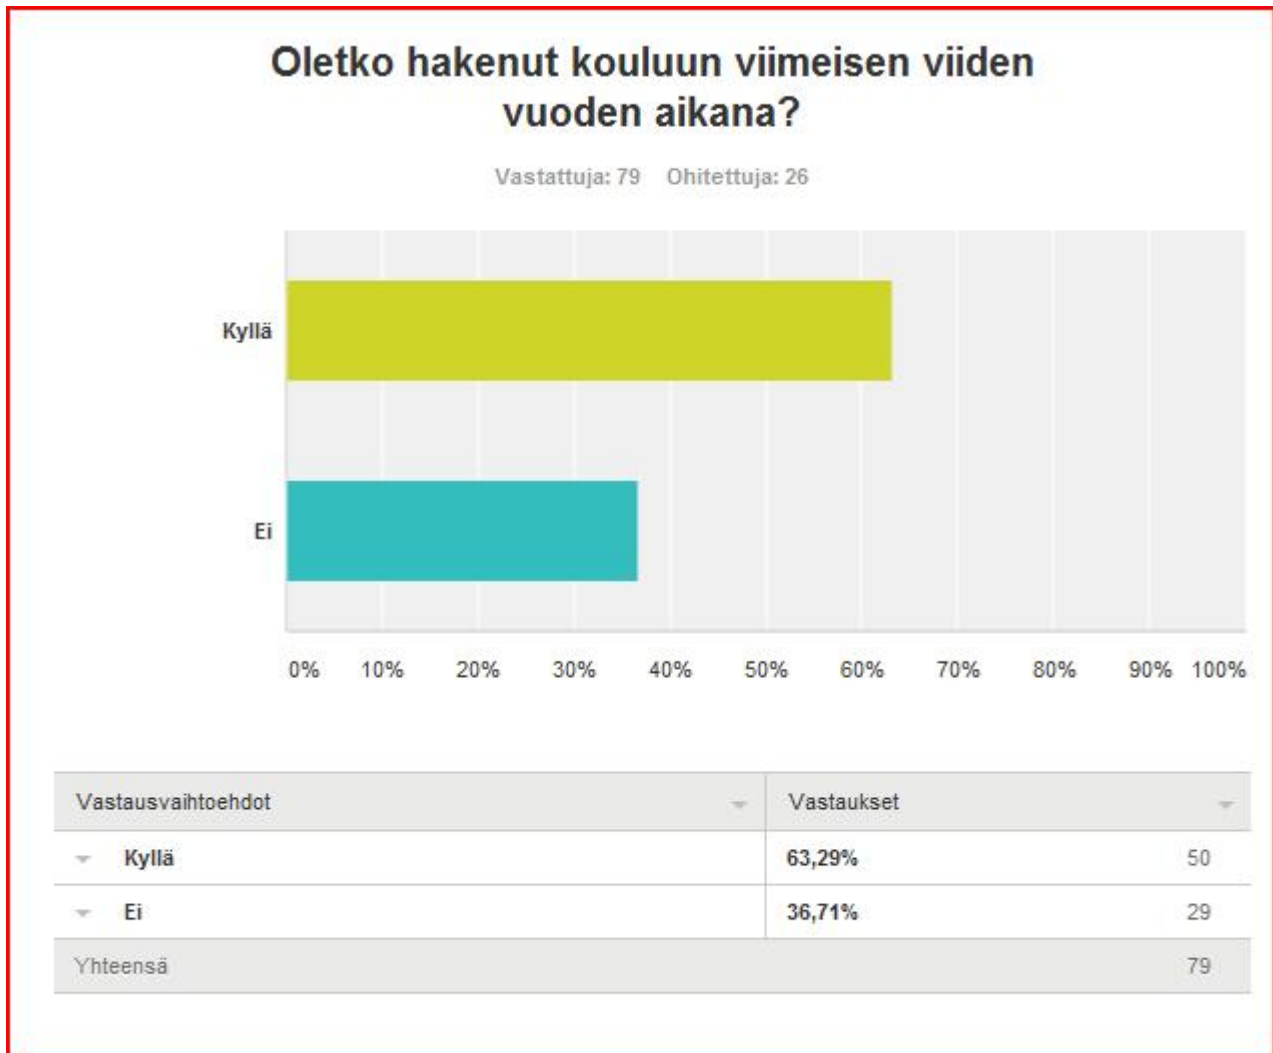 Oletko hakenut kouluun viimeisen viiden
vuoden aikana?
Vastattuja: 79 Ohitettuja: 26
Kyllä
Ei
0% 10% 20% 30% 40% 50% 60% 70% 80% 90% 100%
Vastausvaihtoehdot Vastaukset
Kyllä 63,29% 50
Ei 36,71% 29
Yhteensä 79